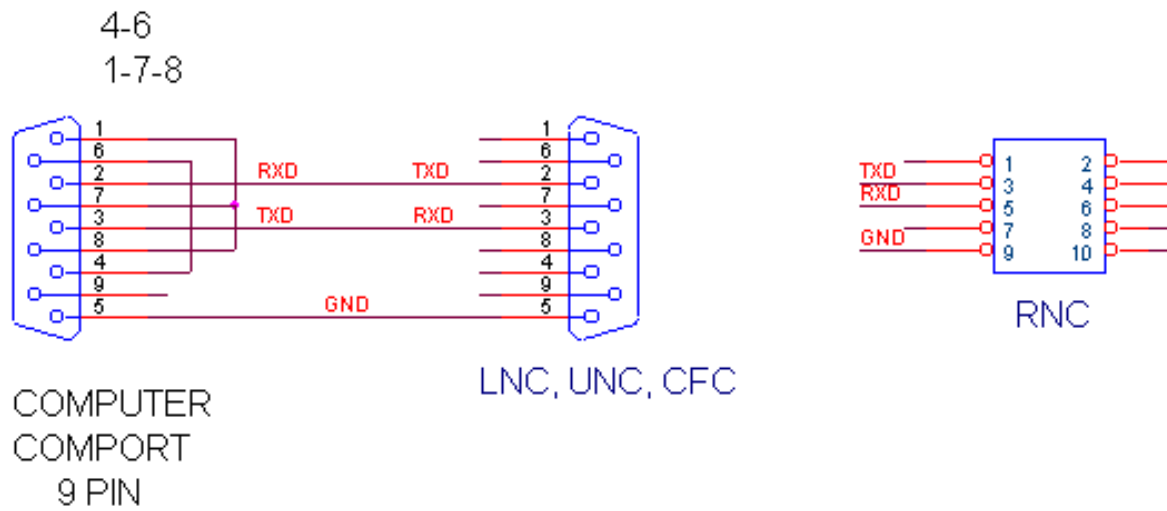 4-6
1-7-8
1
6
2
7
3
8
4
9
5
RXD
TXD
TXD
RXD
GND
1
6
2
7
3
8
4
9
5
TXD
RXD
GND
1 2
3 4
5 6
7 8
9 10
RNC
LNC, UNC, CFC
COMPUTER
COMPORT
9 PIN